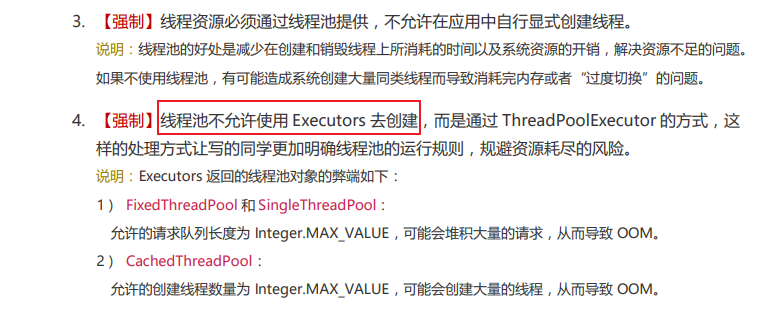 3. 【强制】线程资源必须通过线程池提供，不允许在应用中自行显式创建线程。
说明：线程池的好处是减少在创建和销毁线程上所消耗的时间以及系统资源的开销，解决资源不足的问题。
如果不使用线程池，有可能造成系统创建大量同类线程而导致消耗完内存或者“过度切换”的问题。
4. 【强制】线程池不允许使用 Executors 去创建，而是通过 ThreadPoolExecutor 的方式，这
样的处理方式让写的同学更加明确线程池的运行规则，规避资源耗尽的风险。
说明：Executors 返回的线程池对象的弊端如下：
1） FixedThreadPool 和 SingleThreadPool：
允许的请求队列长度为 Integer.MAX_VALUE，可能会堆积大量的请求，从而导致 OOM。
2） CachedThreadPool：
允许的创建线程数量为 Integer.MAX_VALUE，可能会创建大量的线程，从而导致 OOM。